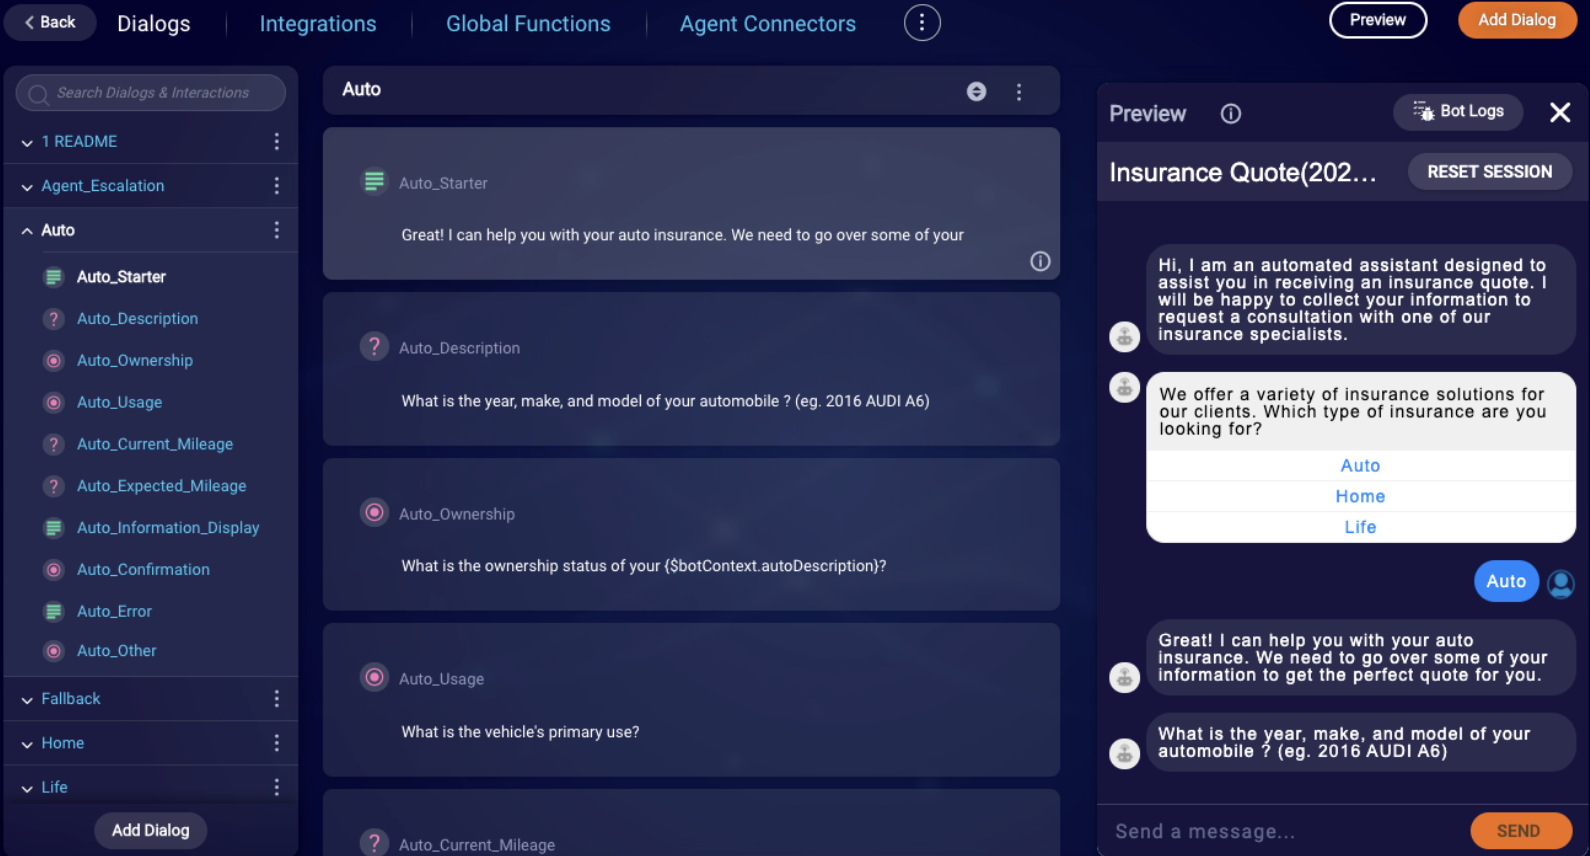 Back
Dialogs
Integrations
Global Functions
Agent Connectors
Preview
Add Dialog
Search Dialogs & Interactions
1 README
Agent_Escalation
Auto
Auto_Starter
Auto_Description
Auto_Ownership
Auto_Usage
Auto_Current_Mileage
Auto_Expected_Mileage
Auto_Information_Display
Auto_Confirmation
Auto_Error
Auto_Other
Fallback
Home
Life
Add Dialog
Auto
Auto_Starter
Great! I can help you with your auto insurance. We need to go over some of your
Auto_Description
What is the year, make, and model of your automobile ? (eg. 2016 AUDI A6)
Auto_Ownership
What is the ownership status of your {$botContext.autoDescription}?
Auto_Usage
What is the vehicle's primary use?
Auto_Current_Mileage
Preview
Bot Logs
Insurance Quote(202...
RESET SESSION
Hi, I am an automated assistant designed to
assist you in receiving an insurance quote. I
will be happy to collect your information to
request a consultation with one of our
insurance specialists.
We offer a variety of insurance solutions for
our clients. Which type of insurance are you
looking for?
Auto
Home
Life
Auto
Great! I can help you with your auto
insurance. We need to go over some of your
information to get the perfect quote for you.
What is the year, make, and model of your
automobile ? (eg. 2016 AUDI A6)
Send a message...
SEND